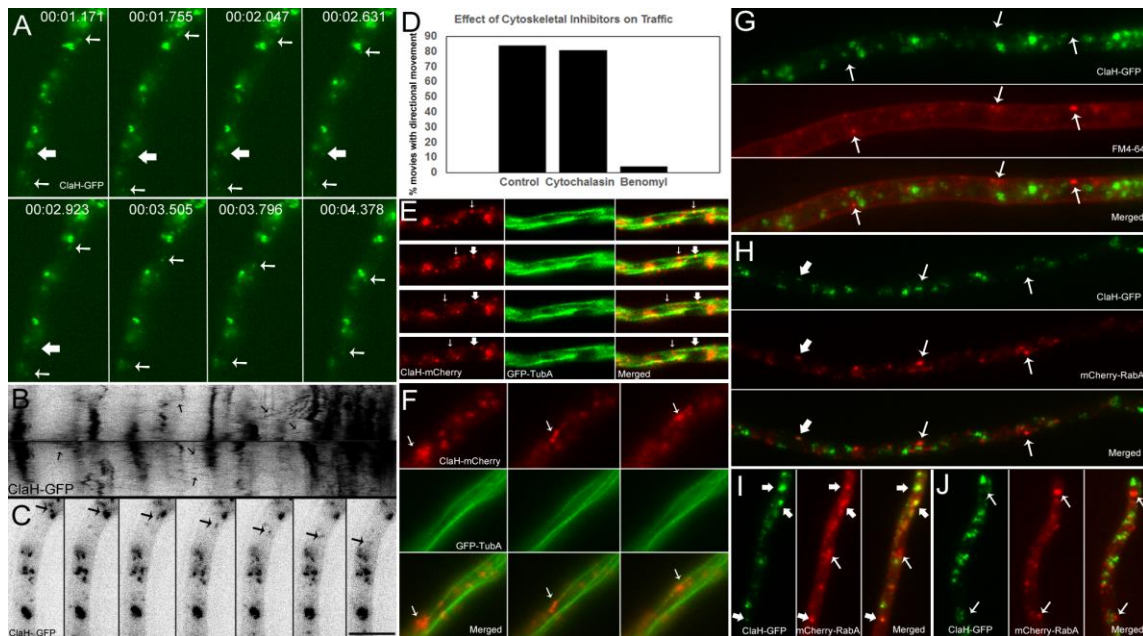 A
00:01.171 00:01.755 00:02.047 00:02.631
ClaH-GFP
00:02.923 00:03.505 00:03.796 00:04.378
B
ClaH-GFP
C
ClaH-.GFP
D
Effect of Cytoskeletal Inhibitors on Traffic
% movies with directional movement
90
80
70
60
50
40
30
20
10
0
Control Cytochalasin Benomyl
E
ClaH-mCherry GFP-TubA Merged
F
ClaH-mCherry
GFP-TubA
Merged
G
ClaH-GFP
FM4-64
Merged
H
ClaH-GFP
mCherry-RabA
Merged
I
ClaH-GFP mCherry-RabA Merged
J
ClaH-GFP mCherry-RabA Merged